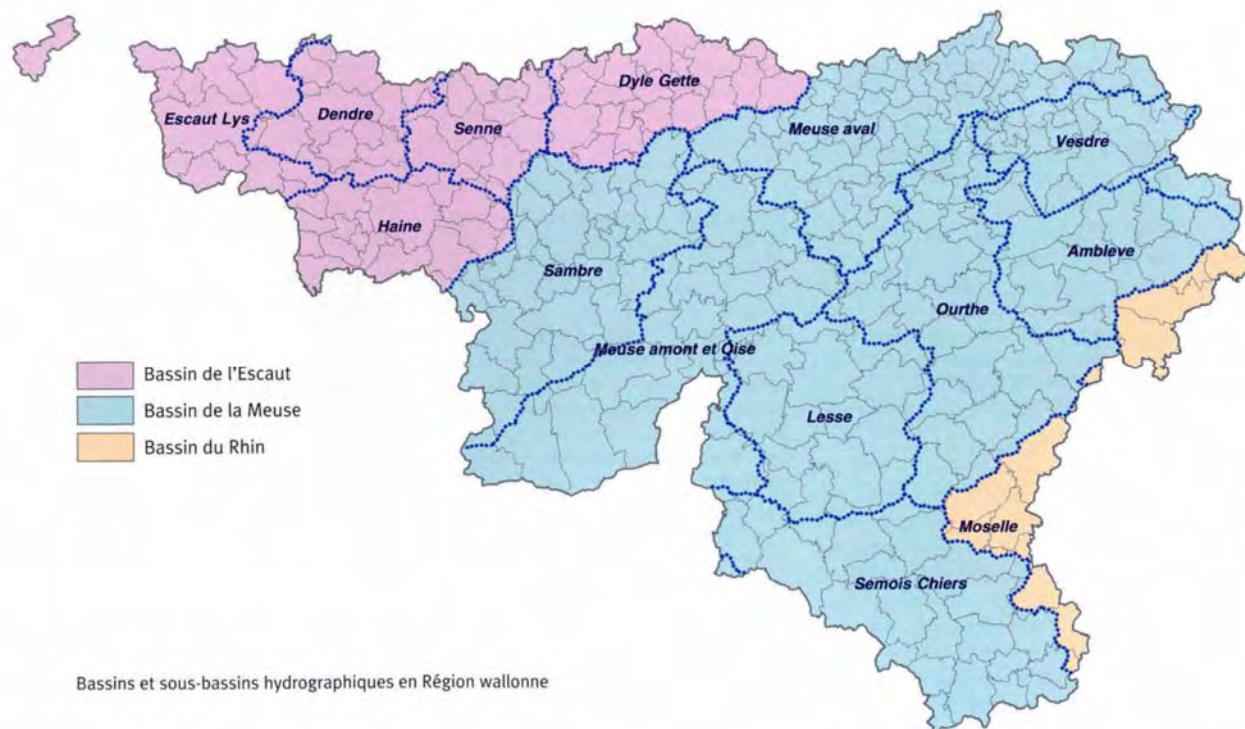 Dyle Gette
Escaut Lys
Dendre
Senne
Meuse aval
Vesdre
Haine
Ambleve
Sambre
Ourthe
Meuse amont et Oise
Lesse
Moselle
Semois Chiers
Bassin de l'Escaut
Bassin de la Meuse
Bassin du Rhin
Bassins et sous-bassins hydrographiques en Région wallonne